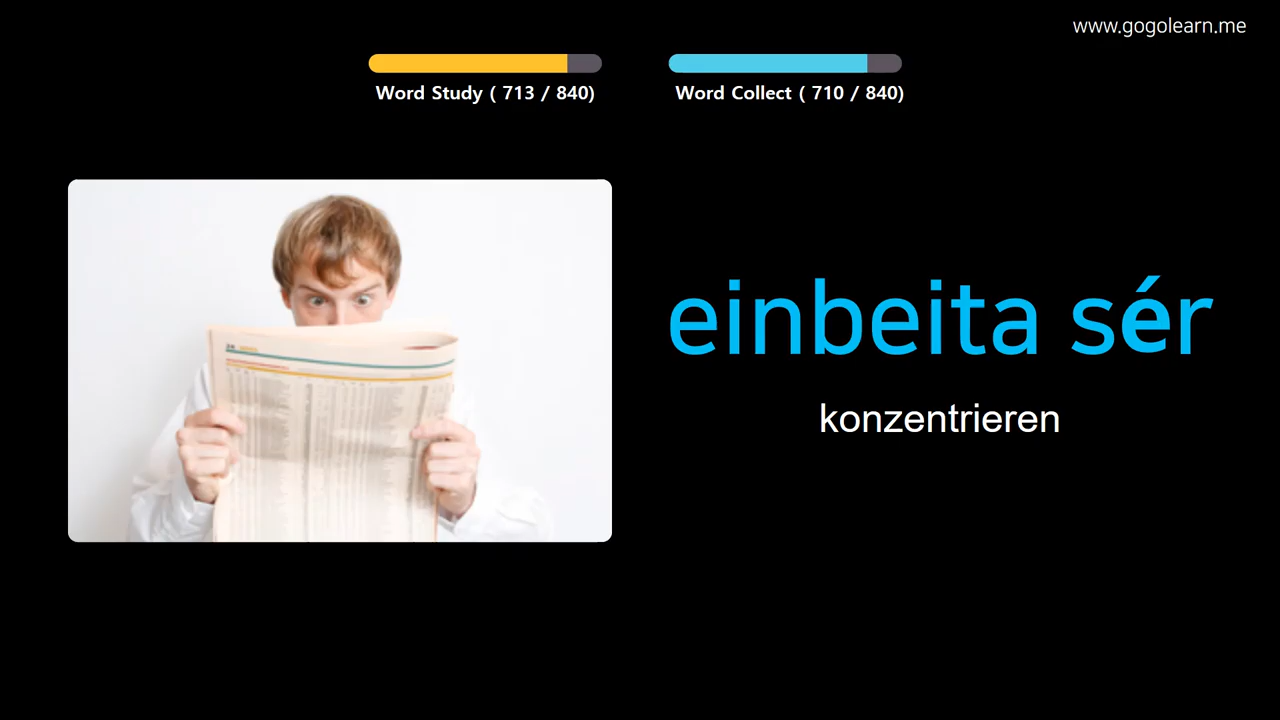 www.gogolearn.me
Word Study ( 713 / 840)
Word Collect ( 710 / 840)
einbeita sér
konzentrieren